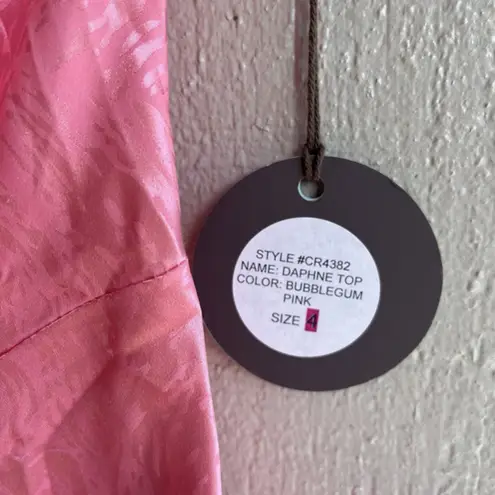 STYLE #CR4382
NAME: DAPHNE TOP
COLOR: BUBBLEGUM
PINK
SIZE 4